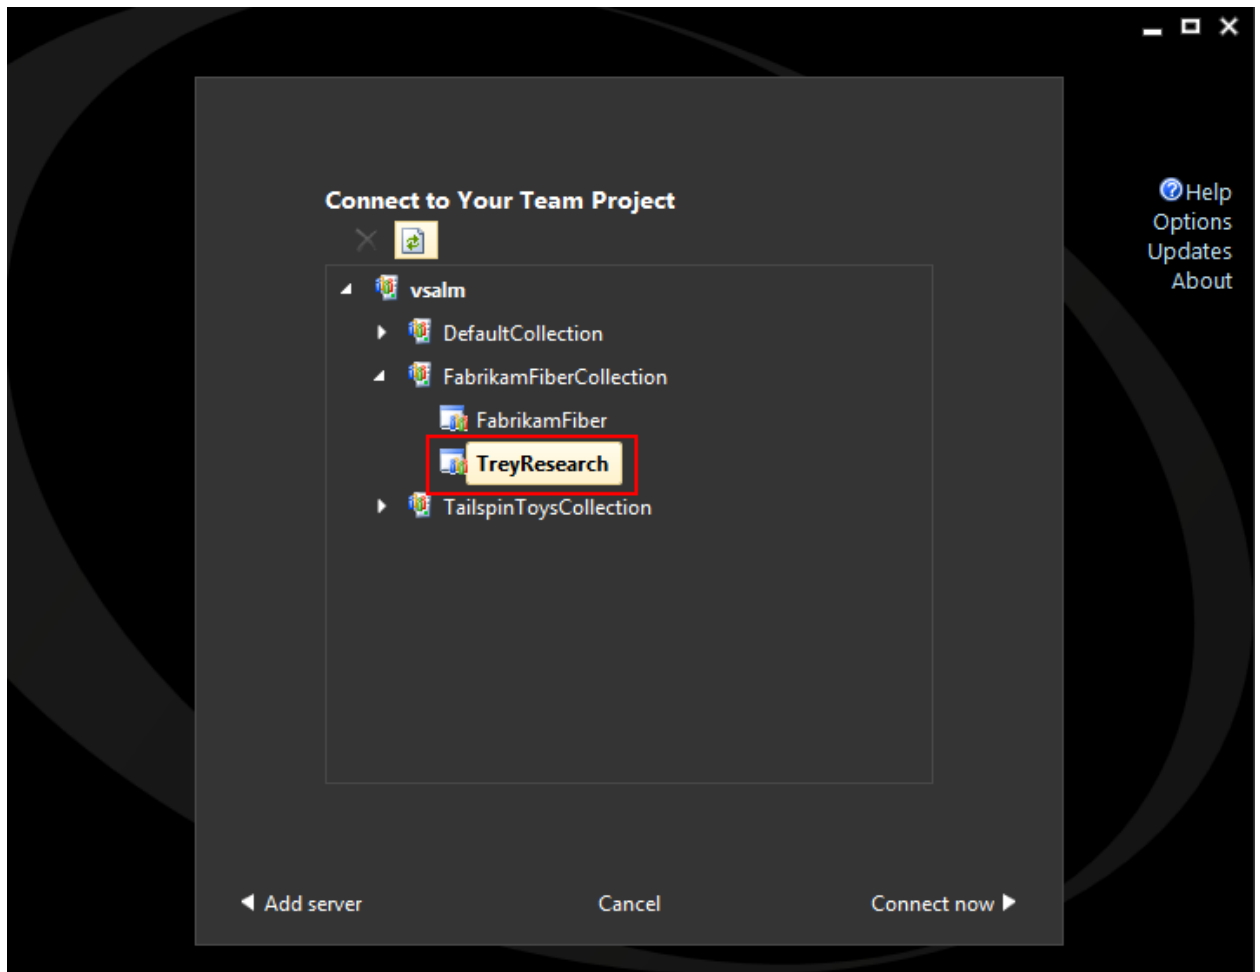 Connect to Your Team Project
Help
Options
Updates
About
vsalm
DefaultCollection
FabrikamFiberCollection
FabrikamFiber
TreyResearch
TailspinToysCollection
Add server
Cancel
Connect now